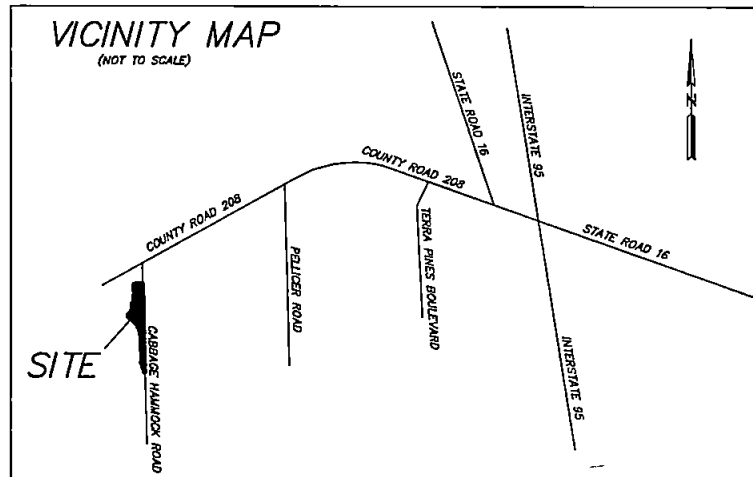 VICINITY MAP
(NOT TO SCALE)
STATE ROAD 16
INTERSTATE 95
N
COUNTY ROAD 208
COUNTY ROAD 208
STATE ROAD 16
PELLICER ROAD
TERRA PINES BOULEVARD
SITE
CABBAGE HAMMOCK ROAD
INTERSTATE 95